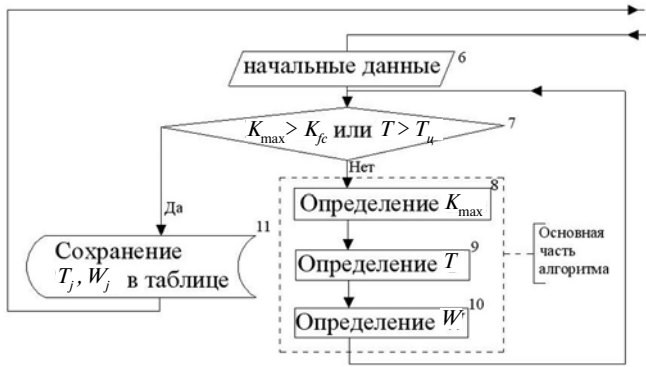 начальные данные
6
K_max > K_fc или T > T_ц
7
Нет
Да
8
Определение K_max
9
Определение T
10
Определение W
11
Сохранение
T_j, W_j в таблице
Основная
часть
алгоритма